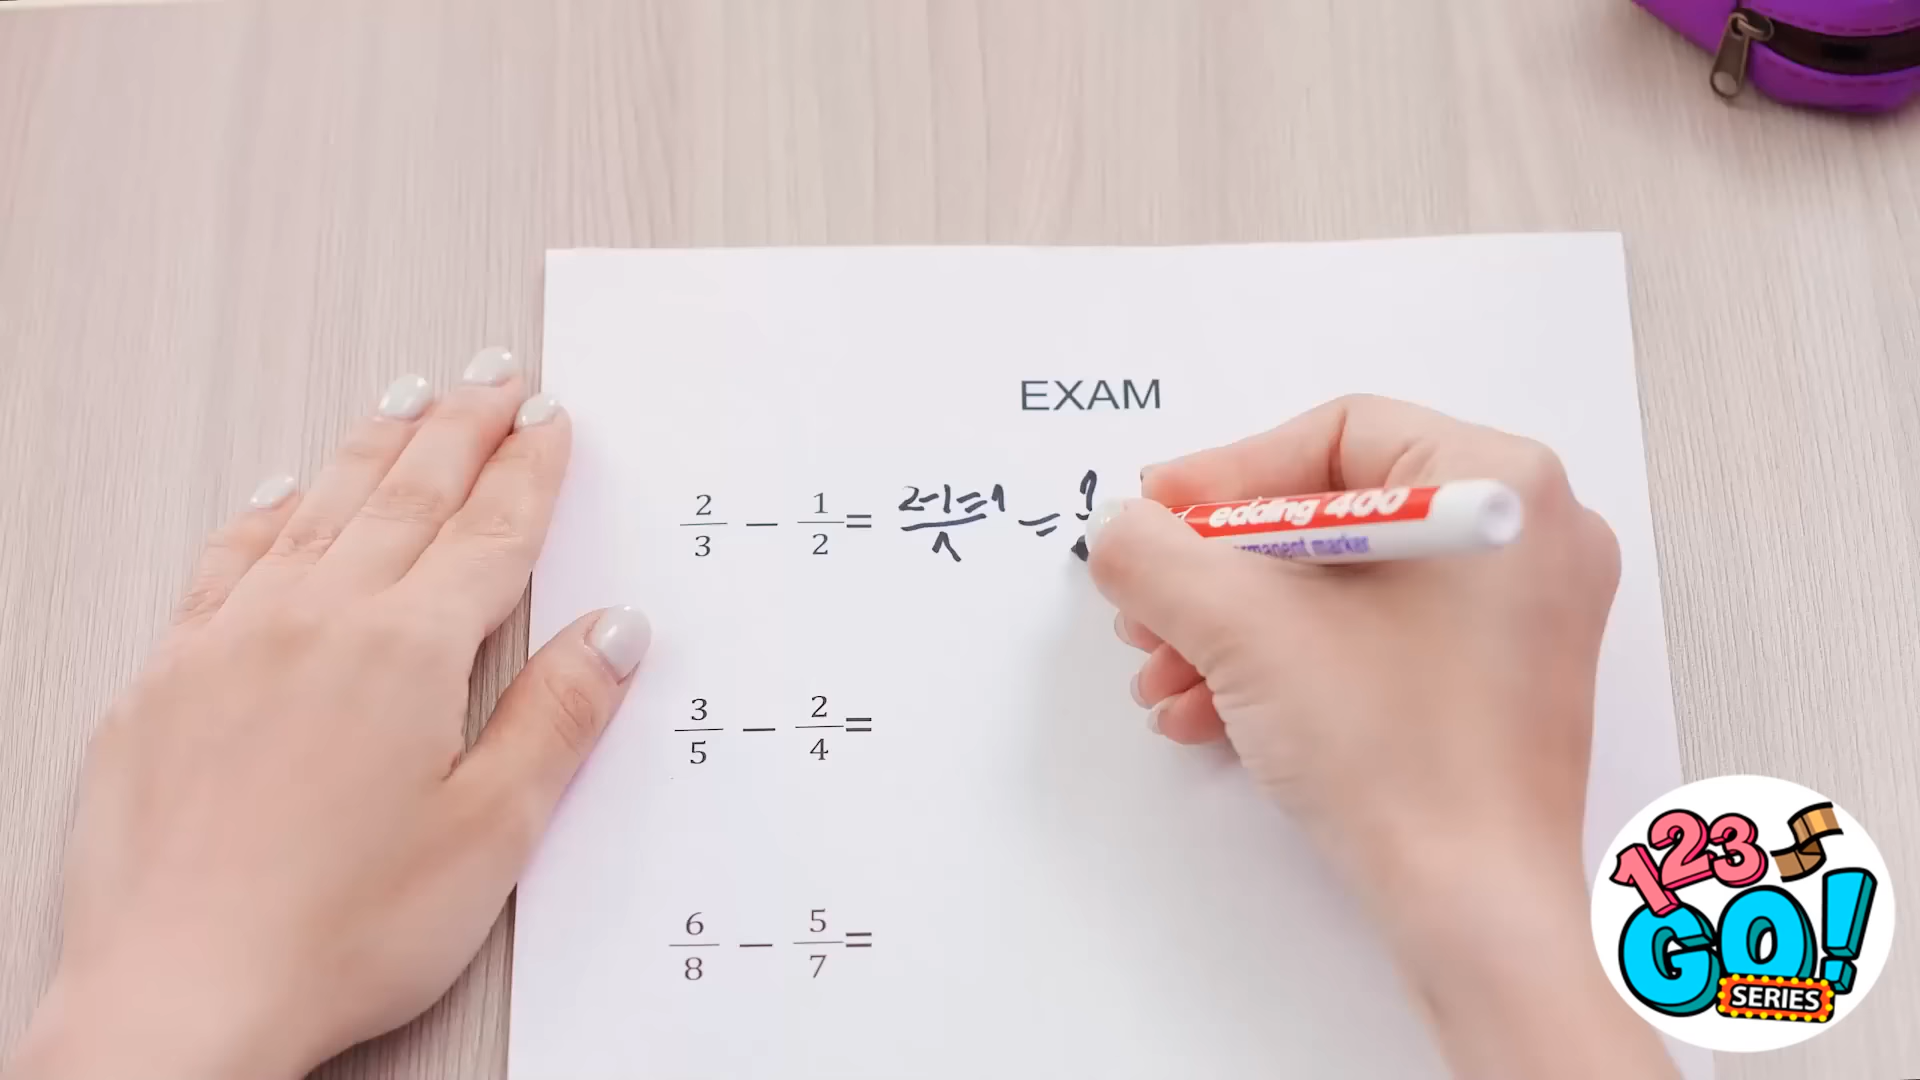 EXAM
2/3 − 1/2 = 2-1=1/1 = 1
3/5 − 2/4 =
6/8 − 5/7 =
edding 400
permanent marker
123
GO!
SERIES